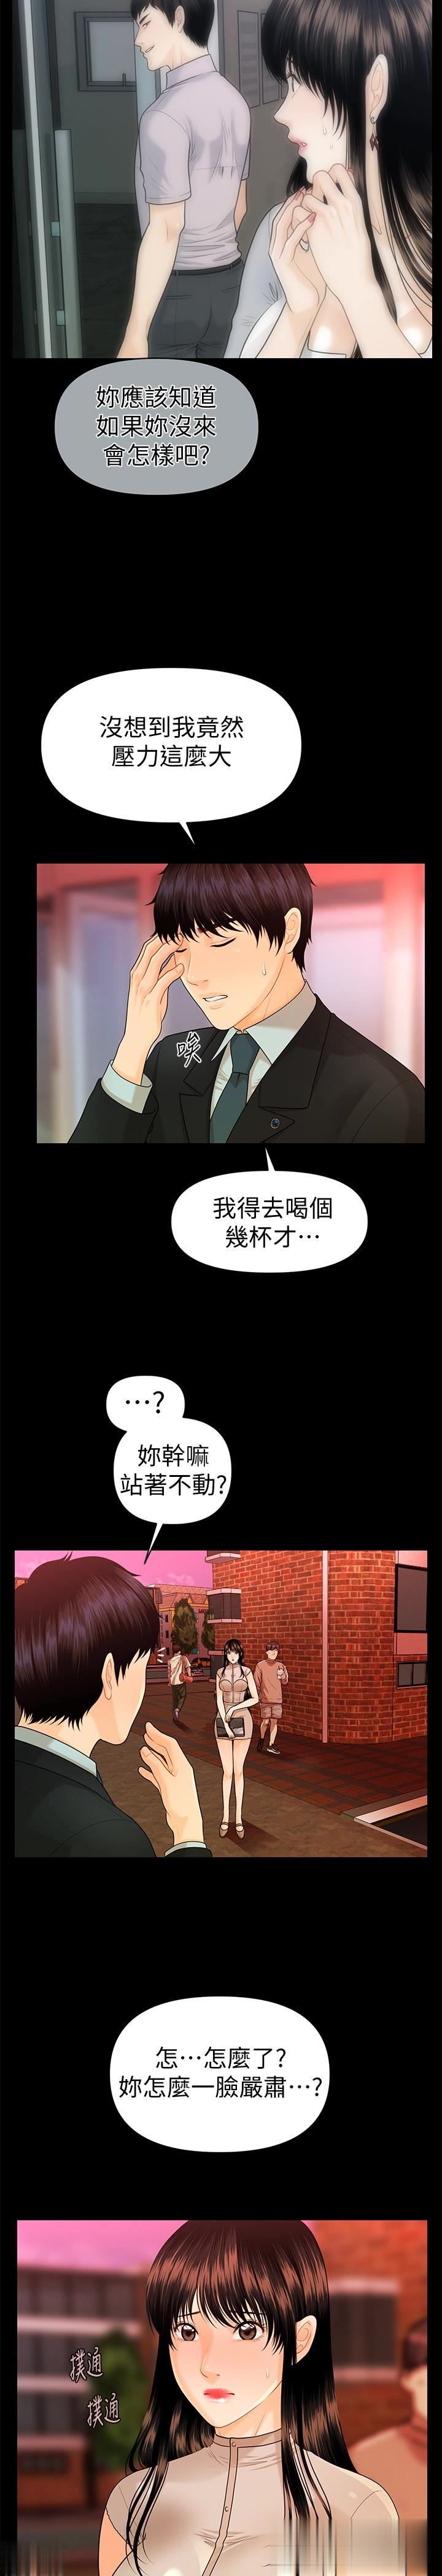 妳應該知道
如果妳沒來
會怎樣吧?
沒想到我竟然
壓力這麼大
唉
我得去喝個
幾杯才⋯
⋯?
妳幹嘛
站著不動?
怎⋯怎麼了?
妳怎麼一臉嚴肅⋯?
撲通
撲通